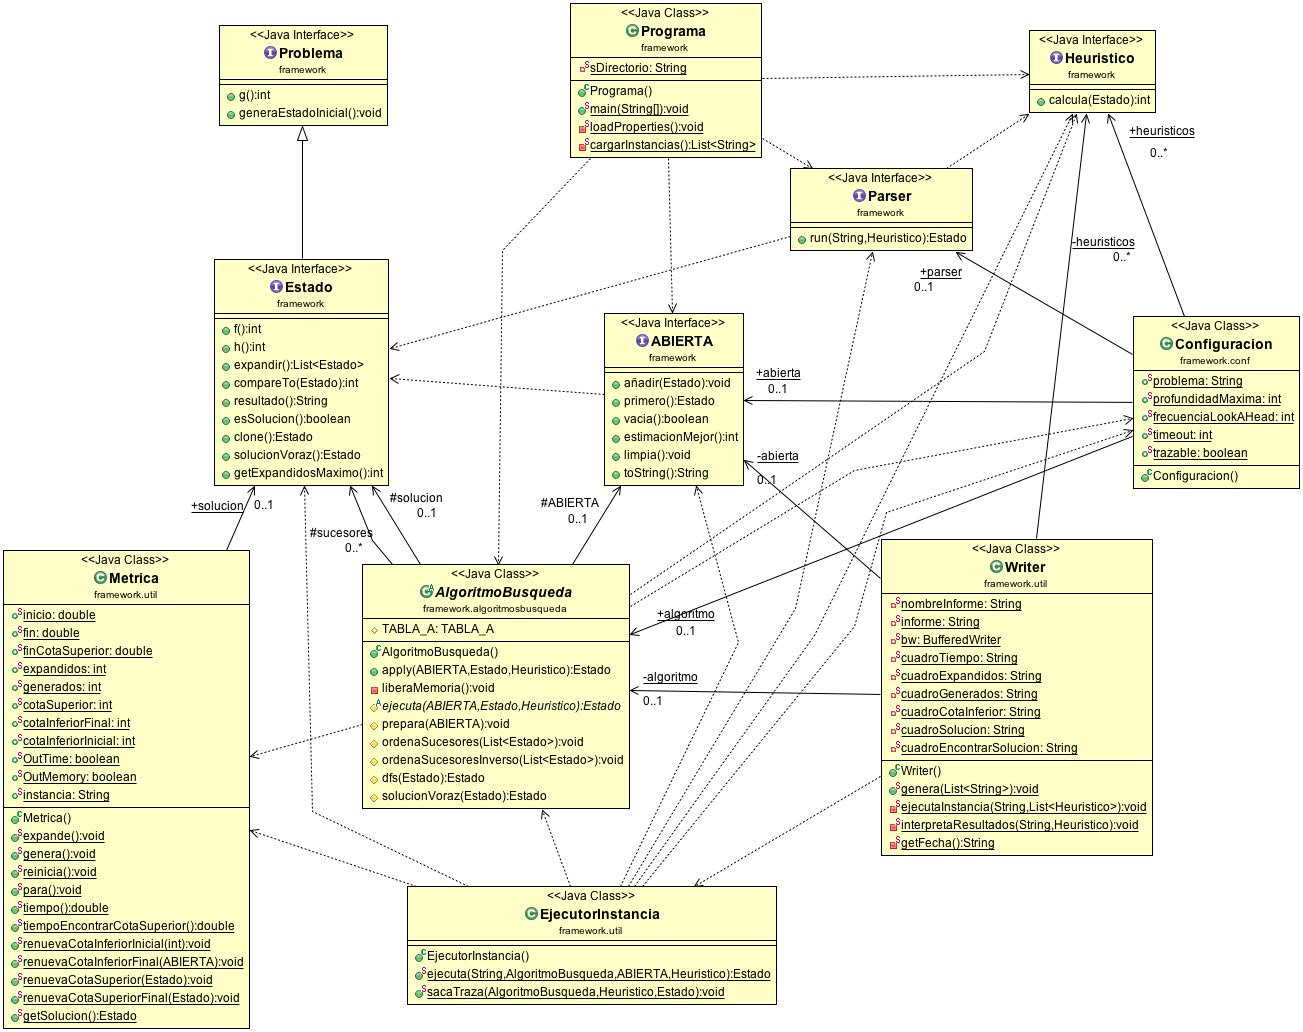 <<Java Interface>>
Problema
framework
g():int
generaEstadoInicial():void
<<Java Class>>
Programa
framework
sDirectorio: String
Programa()
main(String[]):void
loadProperties():void
cargarInstancias():List<String>
<<Java Interface>>
Heuristico
framework
calcula(Estado):int
+heuristicos
0..*
<<Java Interface>>
Parser
framework
run(String,Heuristico):Estado
-heuristicos
0..*
+parser
0..1
<<Java Interface>>
Estado
framework
f():int
h():int
expandir():List<Estado>
compareTo(Estado):int
resultado():String
esSolucion():boolean
clone():Estado
solucionVoraz():Estado
getExpandidosMaximo():int
<<Java Interface>>
ABIERTA
framework
añadir(Estado):void
primero():Estado
vacia():boolean
estimacionMejor():int
limpia():void
toString():String
+abierta
0..1
-abierta
0..1
<<Java Class>>
Configuracion
framework.conf
problema: String
profundidadMaxima: int
frecuenciaLookAHead: int
timeout: int
trazable: boolean
Configuracion()
+solucion
0..1
#sucesores
0..*
#solucion
0..1
#ABIERTA
0..1
<<Java Class>>
Metrica
framework.util
inicio: double
fin: double
finCotaSuperior: double
expandidos: int
generados: int
cotaSuperior: int
cotaInferiorFinal: int
cotaInferiorInicial: int
OutTime: boolean
OutMemory: boolean
instancia: String
Metrica()
expande():void
genera():void
reinicia():void
para():void
tiempo():double
tiempoEncontrarCotaSuperior():double
renuevaCotaInferiorInicial(int):void
renuevaCotaInferiorFinal(ABIERTA):void
renuevaCotaSuperior(Estado):void
renuevaCotaSuperiorFinal(Estado):void
getSolucion():Estado
<<Java Class>>
AlgoritmoBusqueda
framework.algoritmosbusqueda
TABLA_A: TABLA_A
AlgoritmoBusqueda()
apply(ABIERTA,Estado,Heuristico):Estado
liberaMemoria():void
ejecuta(ABIERTA,Estado,Heuristico):Estado
prepara(ABIERTA):void
ordenaSucesores(List<Estado>):void
ordenaSucesoresInverso(List<Estado>):void
dfs(Estado):Estado
solucionVoraz(Estado):Estado
+algoritmo
0..1
-algoritmo
0..1
<<Java Class>>
Writer
framework.util
nombreInforme: String
informe: String
bw: BufferedWriter
cuadroTiempo: String
cuadroExpandidos: String
cuadroGenerados: String
cuadroCotaInferior: String
cuadroSolucion: String
cuadroEncontrarSolucion: String
Writer()
genera(List<String>):void
ejecutaInstancia(String,List<Heuristico>):void
interpretaResultados(String,Heuristico):void
getFecha():String
<<Java Class>>
EjecutorInstancia
framework.util
EjecutorInstancia()
ejecuta(String,AlgoritmoBusqueda,ABIERTA,Heuristico):Estado
sacaTraza(AlgoritmoBusqueda,Heuristico,Estado):void